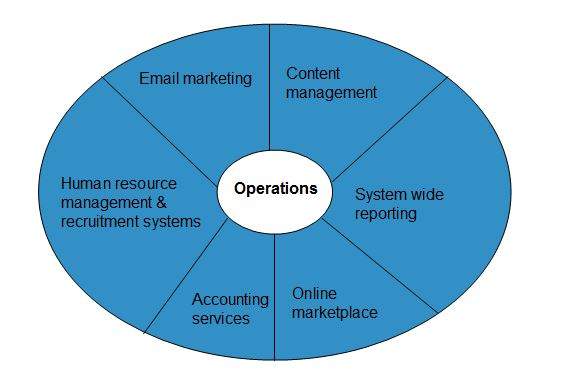 Email marketing
Content
management
Human resource
management &
recruitment systems
Operations
System wide
reporting
Accounting
services
Online
marketplace